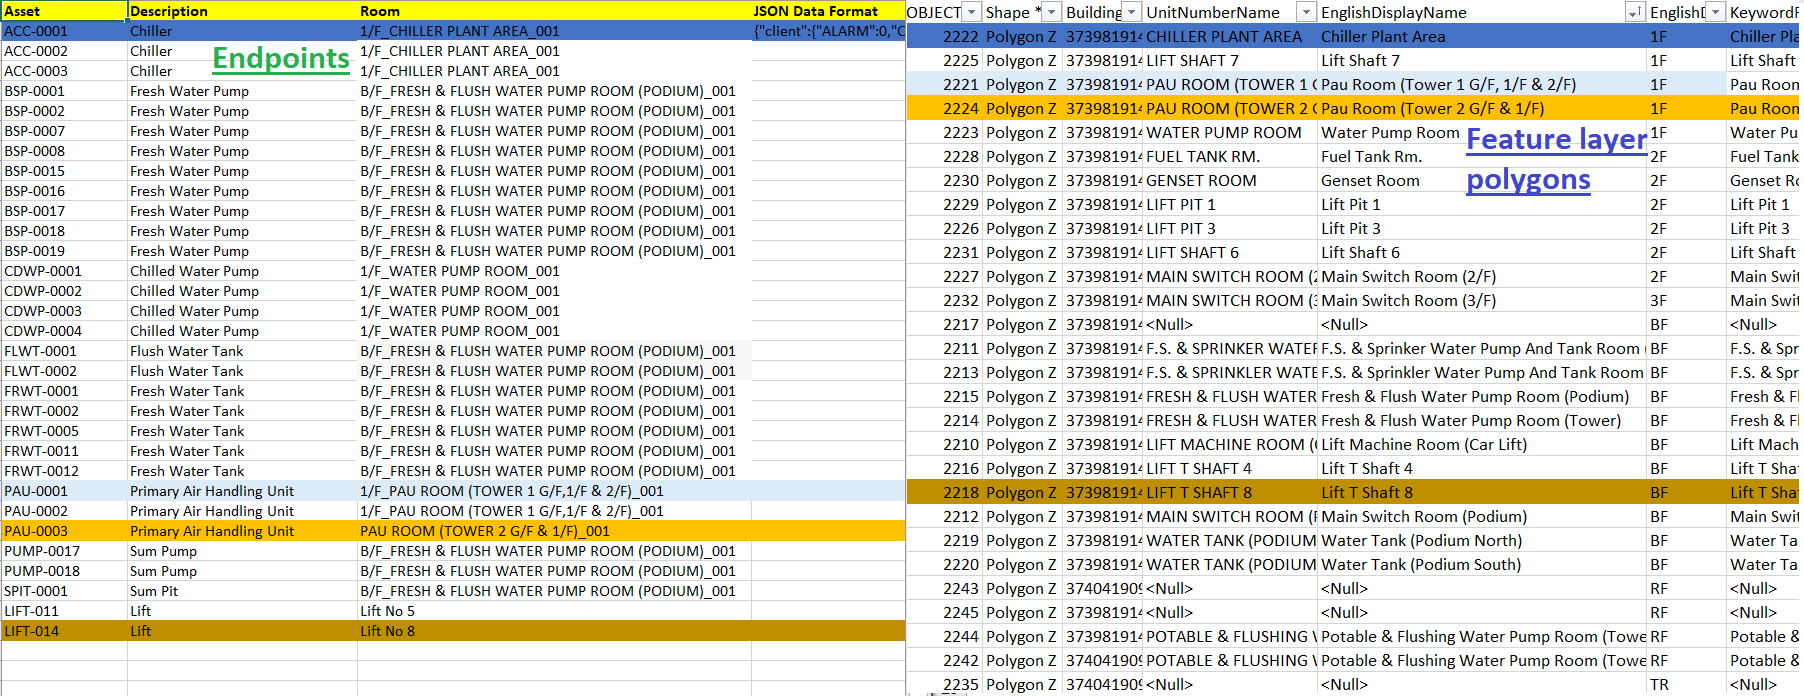 Asset Description Room JSON Data Format
ACC-0001 Chiller 1/F_CHILLER PLANT AREA_001 {"client":{"ALARM":0,"C
ACC-0002 Chiller 1/F_CHILLER PLANT AREA_001
Endpoints
ACC-0003 Chiller 1/F_CHILLER PLANT AREA_001
BSP-0001 Fresh Water Pump B/F_FRESH & FLUSH WATER PUMP ROOM (PODIUM)_001
BSP-0002 Fresh Water Pump B/F_FRESH & FLUSH WATER PUMP ROOM (PODIUM)_001
BSP-0007 Fresh Water Pump B/F_FRESH & FLUSH WATER PUMP ROOM (PODIUM)_001
BSP-0008 Fresh Water Pump B/F_FRESH & FLUSH WATER PUMP ROOM (PODIUM)_001
BSP-0015 Fresh Water Pump B/F_FRESH & FLUSH WATER PUMP ROOM (PODIUM)_001
BSP-0016 Fresh Water Pump B/F_FRESH & FLUSH WATER PUMP ROOM (PODIUM)_001
BSP-0017 Fresh Water Pump B/F_FRESH & FLUSH WATER PUMP ROOM (PODIUM)_001
BSP-0018 Fresh Water Pump B/F_FRESH & FLUSH WATER PUMP ROOM (PODIUM)_001
BSP-0019 Fresh Water Pump B/F_FRESH & FLUSH WATER PUMP ROOM (PODIUM)_001
CDWP-0001 Chilled Water Pump 1/F_WATER PUMP ROOM_001
CDWP-0002 Chilled Water Pump 1/F_WATER PUMP ROOM_001
CDWP-0003 Chilled Water Pump 1/F_WATER PUMP ROOM_001
CDWP-0004 Chilled Water Pump 1/F_WATER PUMP ROOM_001
FLWT-0001 Flush Water Tank B/F_FRESH & FLUSH WATER PUMP ROOM (PODIUM)_001
FLWT-0002 Flush Water Tank B/F_FRESH & FLUSH WATER PUMP ROOM (PODIUM)_001
FRWT-0001 Fresh Water Tank B/F_FRESH & FLUSH WATER PUMP ROOM (PODIUM)_001
FRWT-0002 Fresh Water Tank B/F_FRESH & FLUSH WATER PUMP ROOM (PODIUM)_001
FRWT-0005 Fresh Water Tank B/F_FRESH & FLUSH WATER PUMP ROOM (PODIUM)_001
FRWT-0011 Fresh Water Tank B/F_FRESH & FLUSH WATER PUMP ROOM (PODIUM)_001
FRWT-0012 Fresh Water Tank B/F_FRESH & FLUSH WATER PUMP ROOM (PODIUM)_001
PAU-0001 Primary Air Handling Unit 1/F_PAU ROOM (TOWER 1 G/F,1/F & 2/F)_001
PAU-0002 Primary Air Handling Unit 1/F_PAU ROOM (TOWER 1 G/F,1/F & 2/F)_001
PAU-0003 Primary Air Handling Unit PAU ROOM (TOWER 2 G/F & 1/F)_001
PUMP-0017 Sum Pump B/F_FRESH & FLUSH WATER PUMP ROOM (PODIUM)_001
PUMP-0018 Sum Pump B/F_FRESH & FLUSH WATER PUMP ROOM (PODIUM)_001
SPIT-0001 Sum Pit B/F_FRESH & FLUSH WATER PUMP ROOM (PODIUM)_001
LIFT-011 Lift Lift No 5
LIFT-014 Lift Lift No 8
OBJECT Shape * Building UnitNumberName EnglishDisplayName EnglishD KeywordF
2222 Polygon Z 37398191 CHILLER PLANT AREA Chiller Plant Area 1F Chiller Pla
2225 Polygon Z 37398191 LIFT SHAFT 7 Lift Shaft 7 1F Lift Shaft
2221 Polygon Z 37398191 PAU ROOM (TOWER 1 Pau Room (Tower 1 G/F, 1/F & 2/F) 1F Pau Room
2224 Polygon Z 37398191 PAU ROOM (TOWER 2 Pau Room (Tower 2 G/F & 1/F) 1F Pau Room
2223 Polygon Z 37398191 WATER PUMP ROOM Water Pump Room 1F Water Pu
Feature layer
2228 Polygon Z 37398191 FUEL TANK RM. Fuel Tank Rm. 2F Fuel Tank
2230 Polygon Z 37398191 GENSET ROOM Genset Room 2F Genset R
polygons
2229 Polygon Z 37398191 LIFT PIT 1 Lift Pit 1 2F Lift Pit 1
2226 Polygon Z 37398191 LIFT PIT 3 Lift Pit 3 2F Lift Pit 3
2231 Polygon Z 37398191 LIFT SHAFT 6 Lift Shaft 6 2F Lift Shaft
2227 Polygon Z 37398191 MAIN SWITCH ROOM (2 Main Switch Room (2/F) 2F Main Swit
2232 Polygon Z 37398191 MAIN SWITCH ROOM (3 Main Switch Room (3/F) 3F Main Swit
2217 Polygon Z 37398191 <Null> <Null> BF <Null>
2211 Polygon Z 37398191 F.S. & SPRINKER WATER F.S. & Sprinker Water Pump And Tank Room ( BF F.S. & Spr
2213 Polygon Z 37398191 F.S. & SPRINKLER WATE F.S. & Sprinkler Water Pump And Tank Room BF F.S. & Spr
2215 Polygon Z 37398191 FRESH & FLUSH WATER Fresh & Flush Water Pump Room (Podium) BF Fresh & Fl
2214 Polygon Z 37398191 FRESH & FLUSH WATER Fresh & Flush Water Pump Room (Tower) BF Fresh & Fl
2210 Polygon Z 37398191 LIFT MACHINE ROOM ( Lift Machine Room (Car Lift) BF Lift Mach
2216 Polygon Z 37398191 LIFT T SHAFT 4 Lift T Shaft 4 BF Lift T Sha
2218 Polygon Z 37398191 LIFT T SHAFT 8 Lift T Shaft 8 BF Lift T Sha
2212 Polygon Z 37398191 MAIN SWITCH ROOM ( Main Switch Room (Podium) BF Main Swit
2219 Polygon Z 37398191 WATER TANK (PODIUM Water Tank (Podium North) BF Water Ta
2220 Polygon Z 37398191 WATER TANK (PODIUM Water Tank (Podium South) BF Water Ta
2243 Polygon Z 37404190 <Null> <Null> RF <Null>
2245 Polygon Z 37398191 <Null> <Null> RF <Null>
2244 Polygon Z 37398191 POTABLE & FLUSHING Potable & Flushing Water Pump Room (Towe RF Potable &
2242 Polygon Z 37404190 POTABLE & FLUSHING Potable & Flushing Water Pump Room (Towe RF Potable &
2235 Polygon Z 37404190 <Null> <Null> TR <Null>